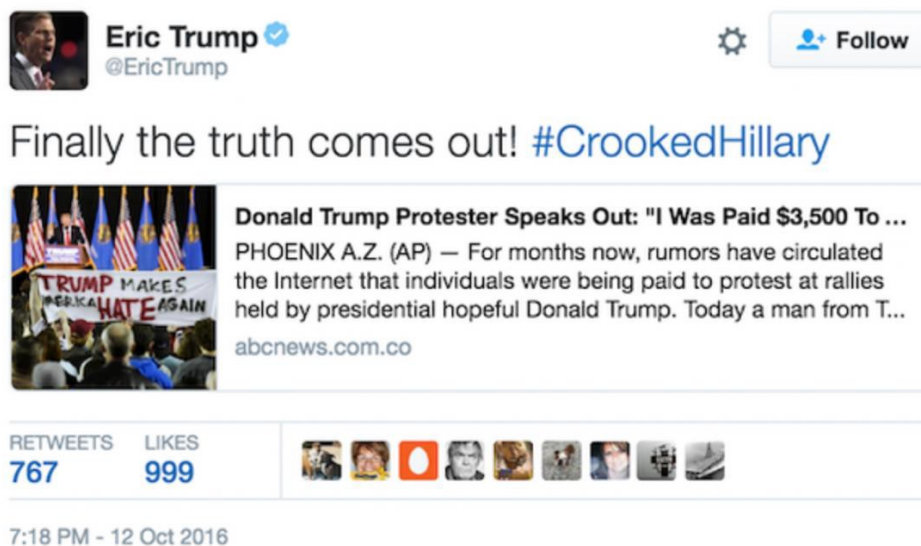 Eric Trump
Follow
@EricTrump
Finally the truth comes out! #CrookedHillary
Donald Trump Protester Speaks Out: "I Was Paid $3,500 To ...
PHOENIX A.Z. (AP) — For months now, rumors have circulated
the Internet that individuals were being paid to protest at rallies
held by presidential hopeful Donald Trump. Today a man from T...
abcnews.com.co
TRUMP MAKES
AMERICA HATE AGAIN
RETWEETS LIKES
767 999
7:18 PM - 12 Oct 2016